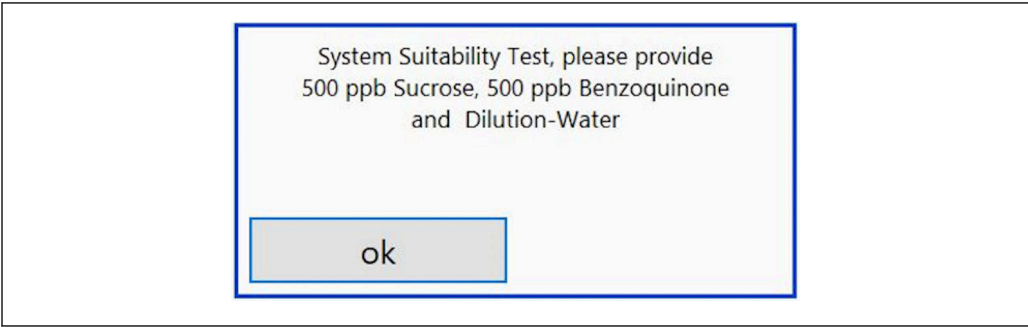 System Suitability Test, please provide
500 ppb Sucrose, 500 ppb Benzoquinone
and Dilution-Water
ok